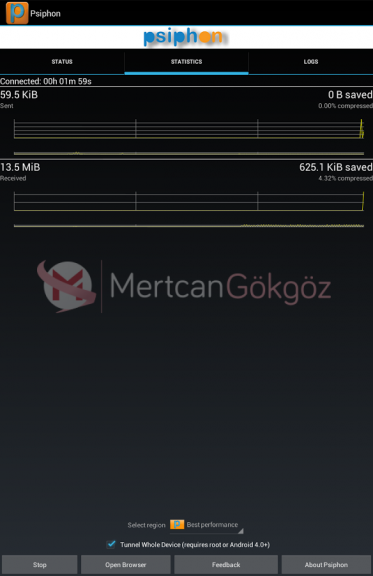 Psiphon
psiphon
STATUS STATISTICS LOGS
Connected: 00h 01m 59s
59.5 KiB 0 B saved
Sent 0.00% compressed
13.5 MiB 625.1 KiB saved
Received 4.32% compressed
MertcanGökgöz
Select region Best performance
Tunnel Whole Device (requires root or Android 4.0+)
Stop Open Browser Feedback About Psiphon